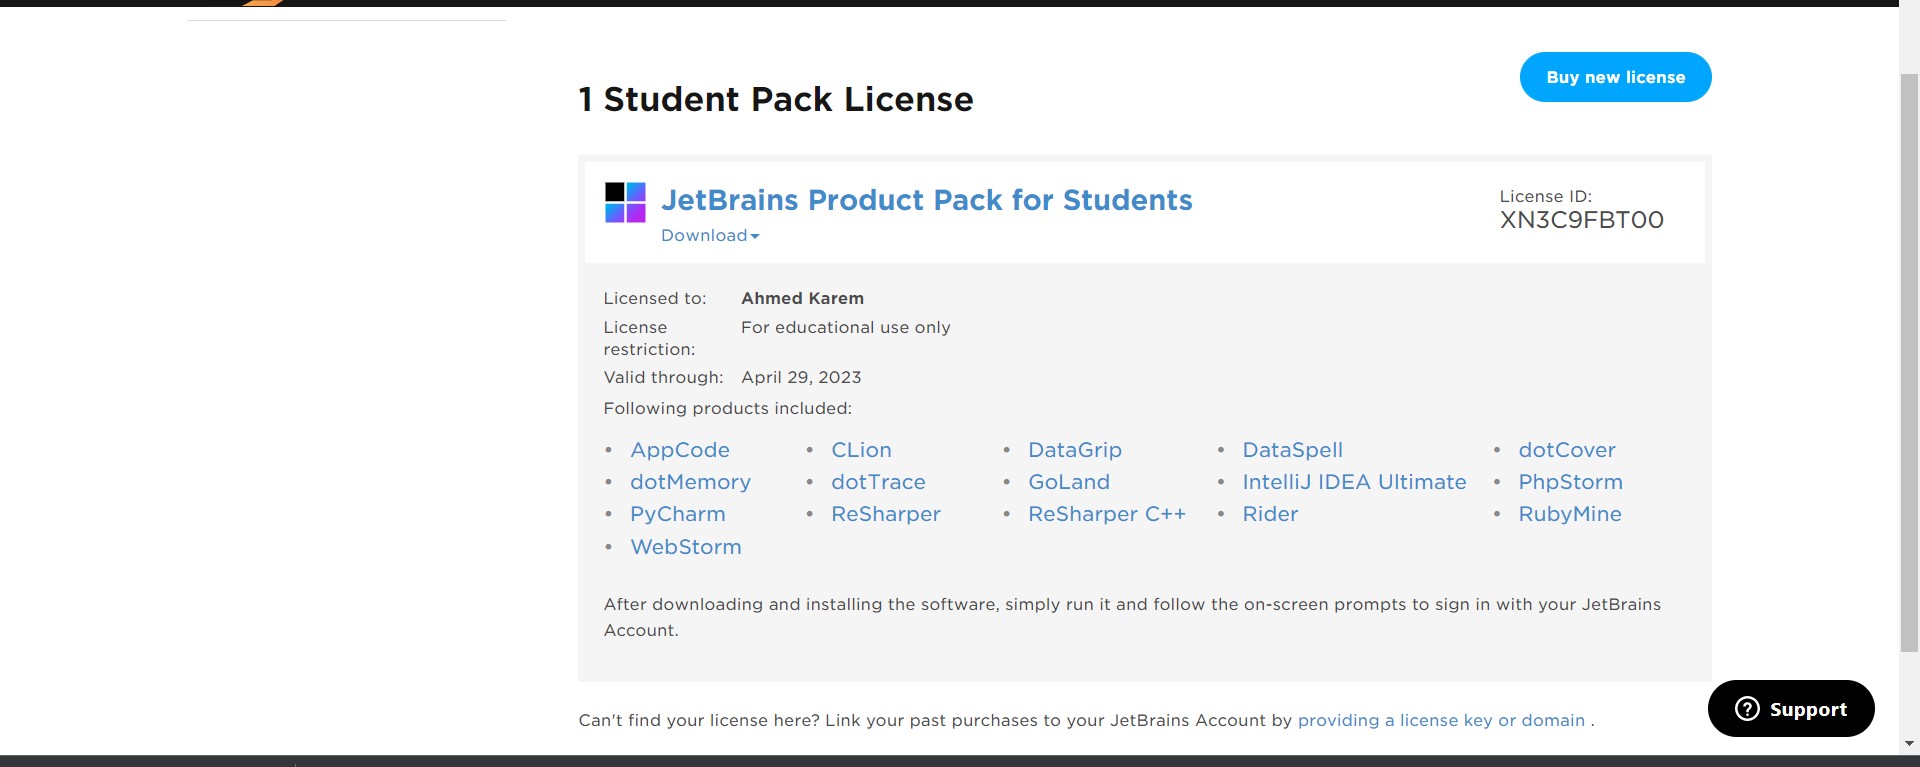 Buy new license
1 Student Pack License
JetBrains Product Pack for Students
Download
License ID:
XN3C9FBT00
Licensed to: Ahmed Karem
License restriction: For educational use only
Valid through: April 29, 2023
Following products included:
• AppCode • CLion • DataGrip • DataSpell • dotCover
• dotMemory • dotTrace • GoLand • IntelliJ IDEA Ultimate • PhpStorm
• PyCharm • ReSharper • ReSharper C++ • Rider • RubyMine
• WebStorm
After downloading and installing the software, simply run it and follow the on-screen prompts to sign in with your JetBrains
Account.
Can't find your license here? Link your past purchases to your JetBrains Account by providing a license key or domain .
Support